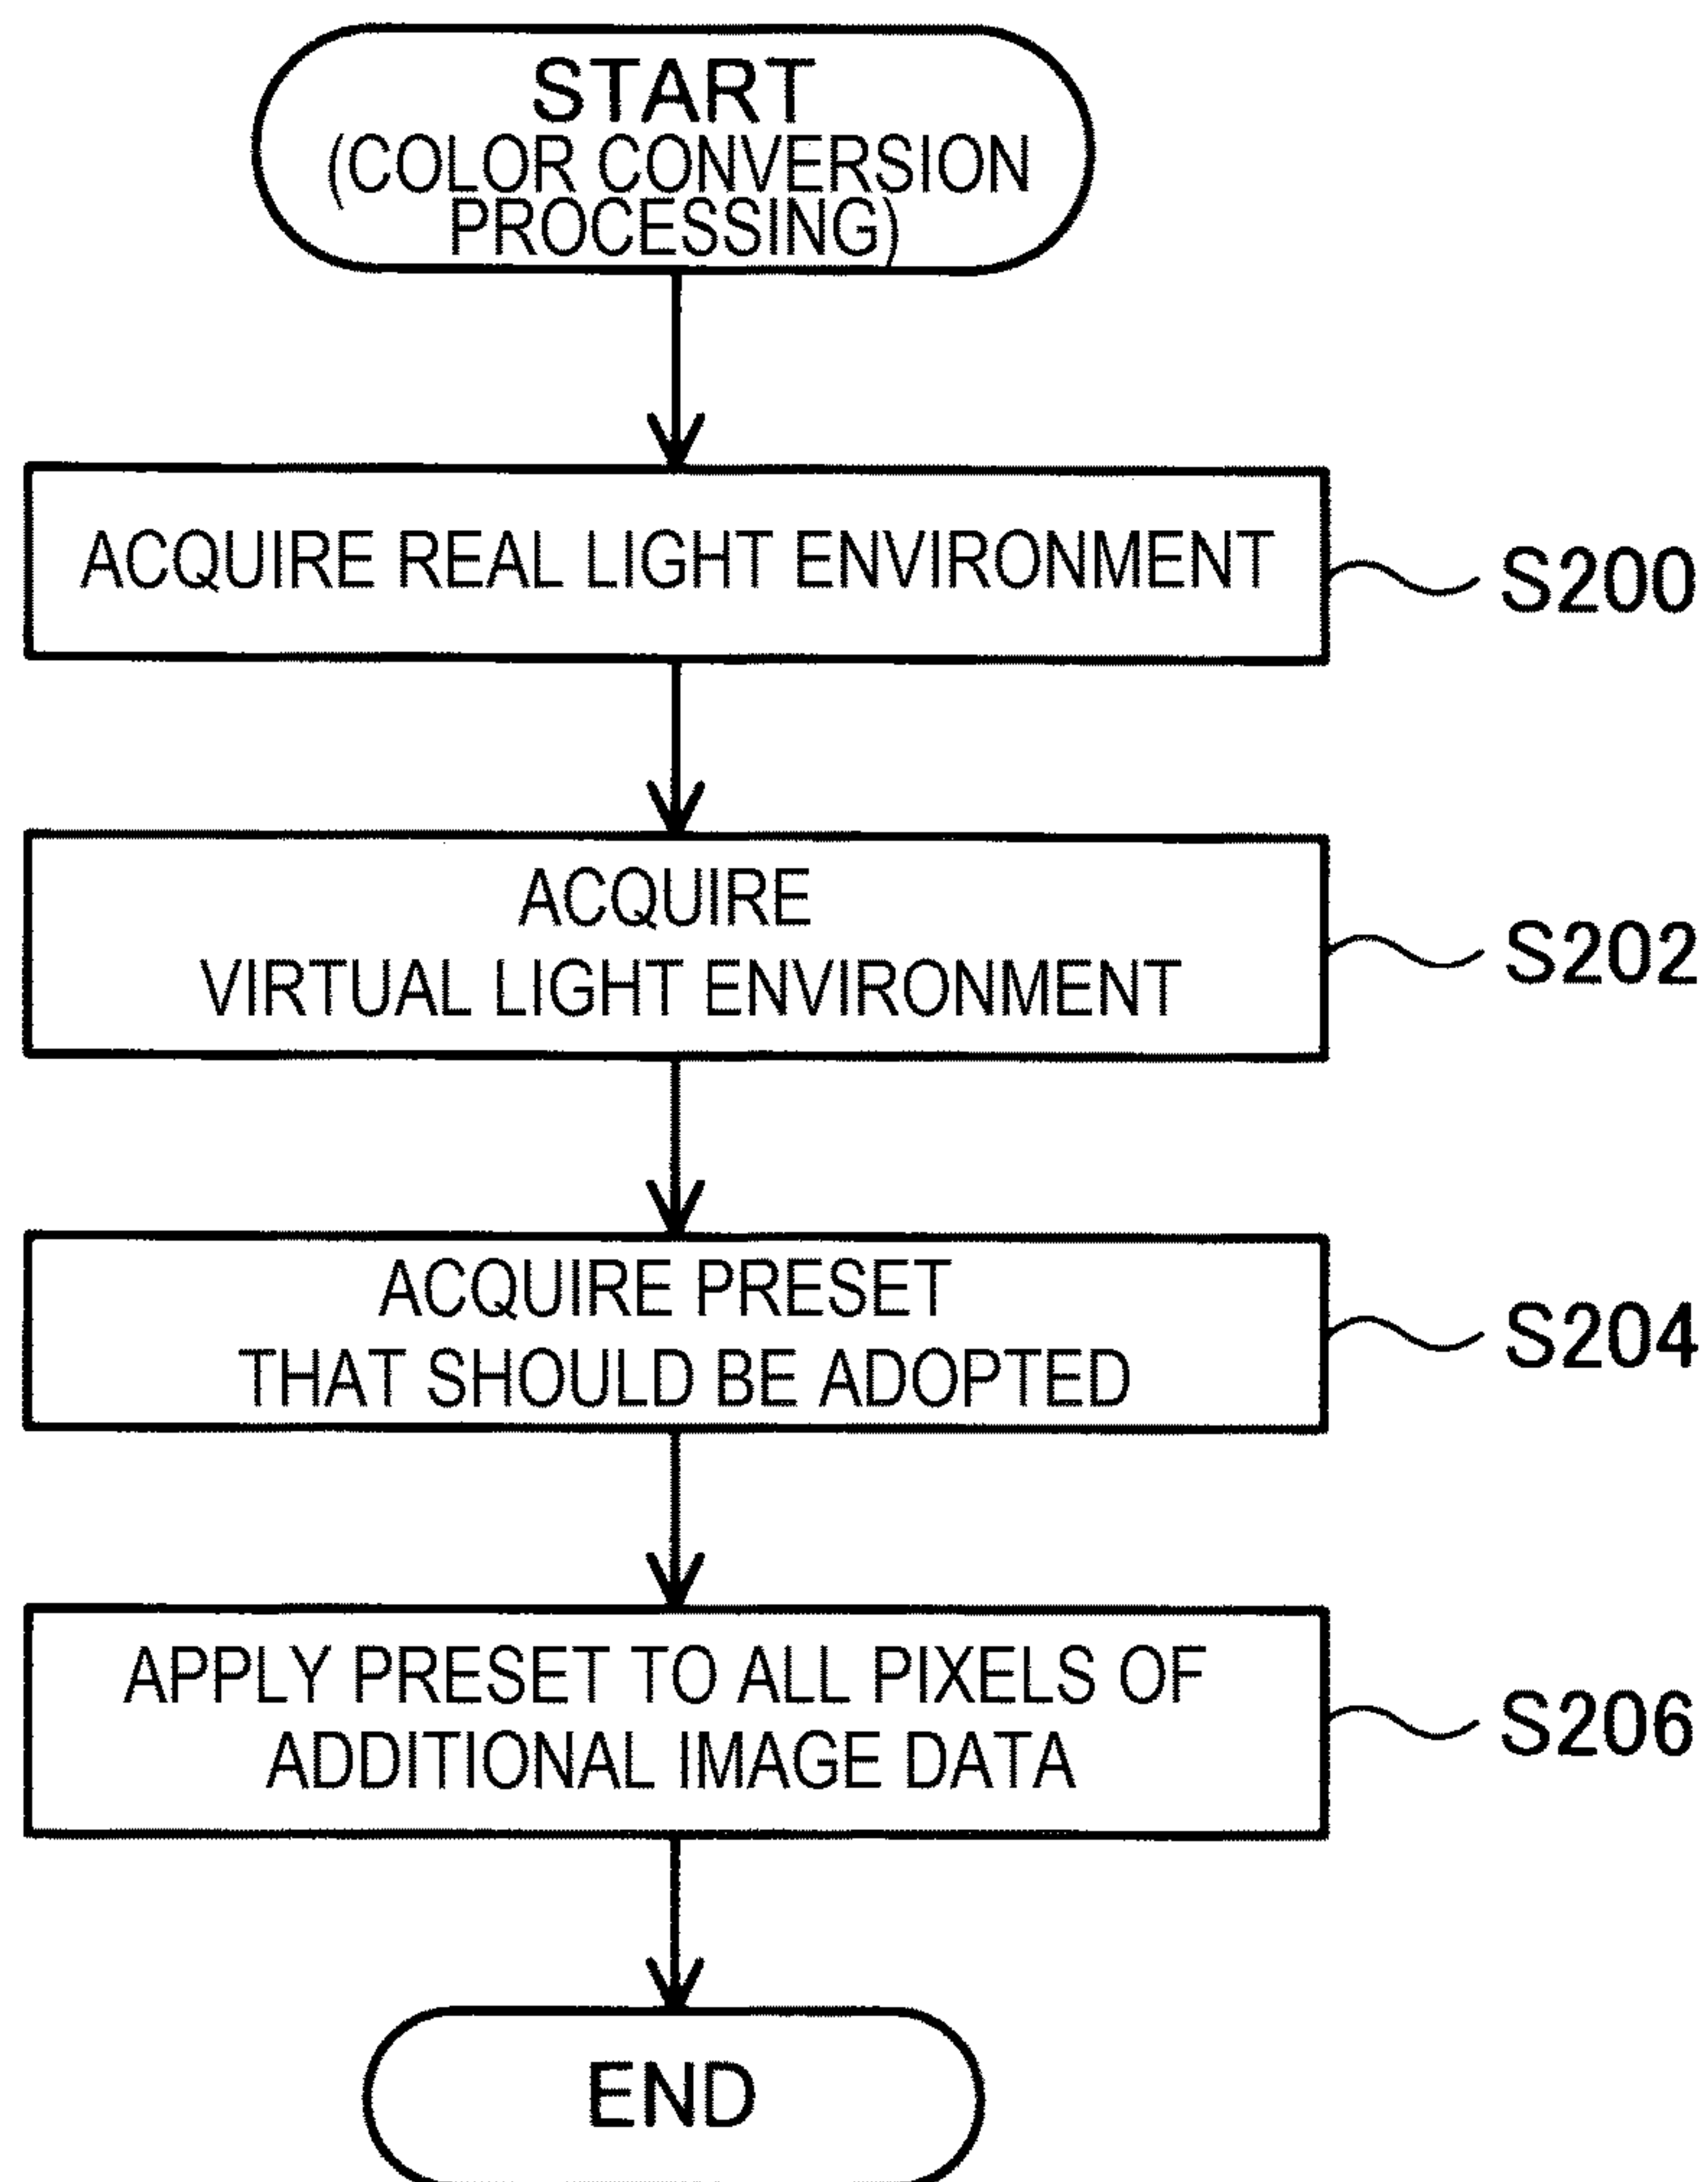 START
(COLOR CONVERSION
PROCESSING)
ACQUIRE REAL LIGHT ENVIRONMENT
S200
ACQUIRE
VIRTUAL LIGHT ENVIRONMENT
S202
ACQUIRE PRESET
THAT SHOULD BE ADOPTED
S204
APPLY PRESET TO ALL PIXELS OF
ADDITIONAL IMAGE DATA
S206
END